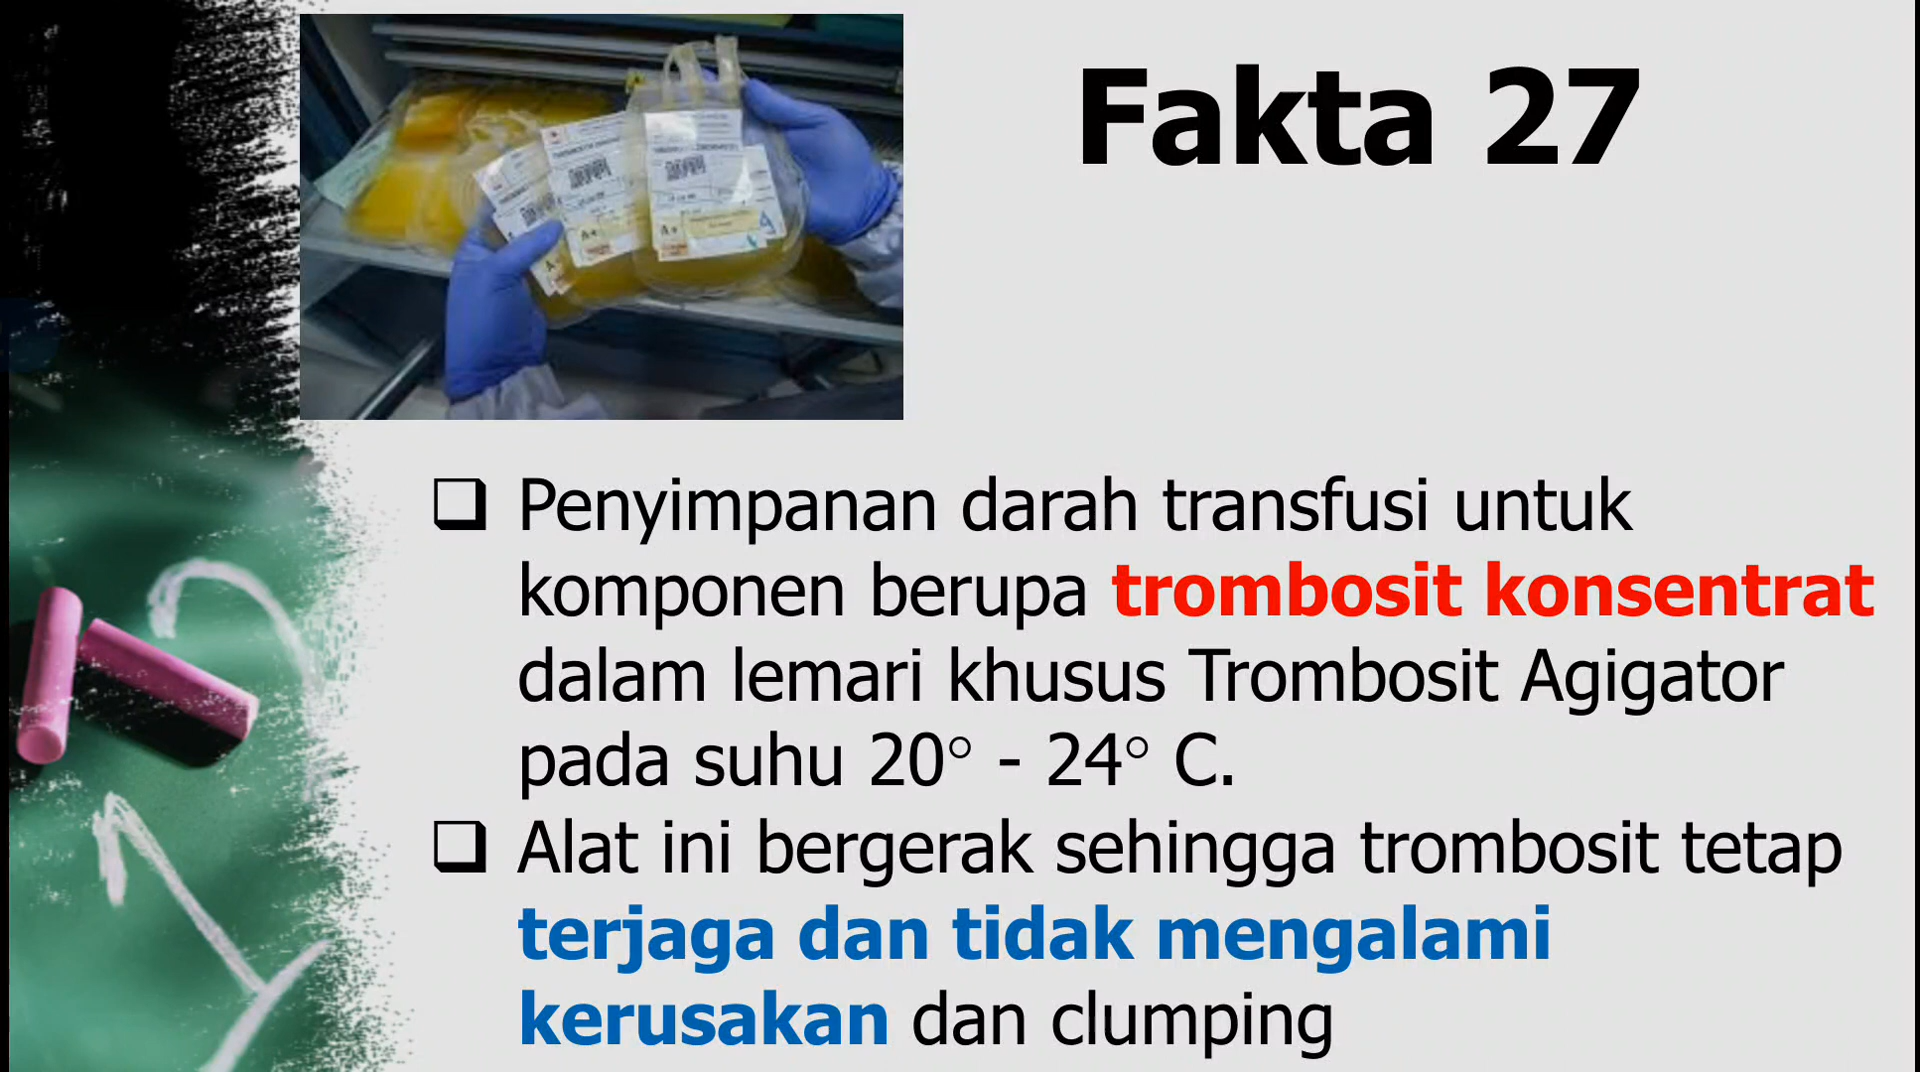 Fakta 27
Penyimpanan darah transfusi untuk
komponen berupa trombosit konsentrat
dalam lemari khusus Trombosit Agigator
pada suhu 20° - 24° C.
Alat ini bergerak sehingga trombosit tetap
terjaga dan tidak mengalami
kerusakan dan clumping